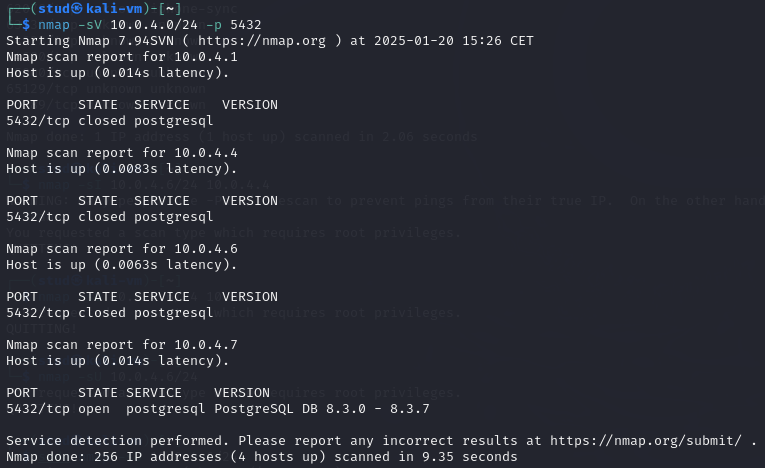 ┌──(stud㉿kali-vm)-[~]
└─$ nmap -sV 10.0.4.0/24 -p 5432
Starting Nmap 7.94SVN ( https://nmap.org ) at 2025-01-20 15:26 CET
Nmap scan report for 10.0.4.1
Host is up (0.014s latency).

PORT     STATE  SERVICE    VERSION
5432/tcp closed postgresql

Nmap scan report for 10.0.4.4
Host is up (0.0083s latency).

PORT     STATE  SERVICE    VERSION
5432/tcp closed postgresql

Nmap scan report for 10.0.4.6
Host is up (0.0063s latency).

PORT     STATE  SERVICE    VERSION
5432/tcp closed postgresql

Nmap scan report for 10.0.4.7
Host is up (0.014s latency).

PORT     STATE SERVICE    VERSION
5432/tcp open  postgresql PostgreSQL DB 8.3.0 - 8.3.7

Service detection performed. Please report any incorrect results at https://nmap.org/submit/ .
Nmap done: 256 IP addresses (4 hosts up) scanned in 9.35 seconds